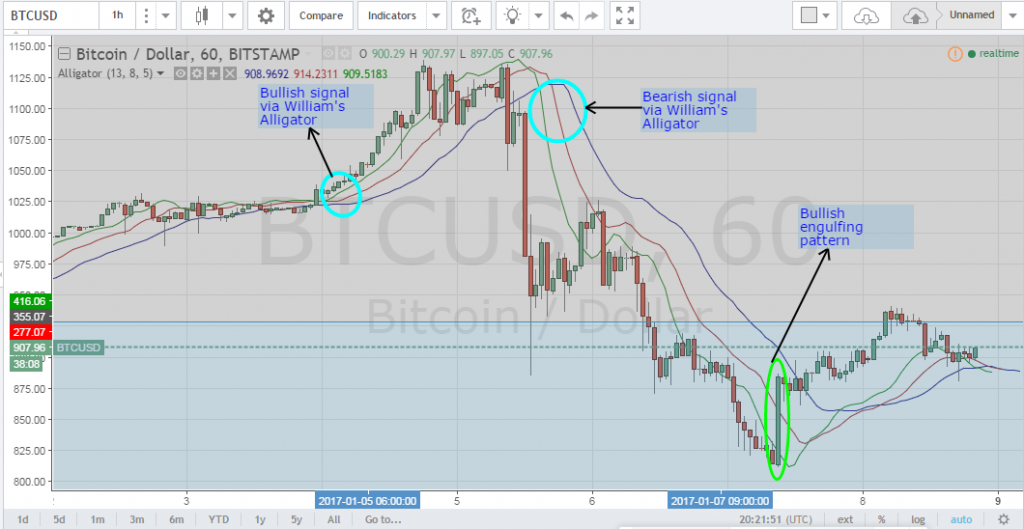 BTCUSD 1h Compare Indicators Unnamed
Bitcoin / Dollar, 60, BITSTAMP O 900.29 H 907.97 L 897.05 C 907.96 realtime
Alligator (13, 8, 5) 908.9692 914.2311 909.5183
Bullish signal
via William's
Alligator
Bearish signal
via William's
Alligator
Bullish
engulfing
pattern
BTCUSD, 60
Bitcoin / Dollar
1150.00
1125.00
1100.00
1075.00
1050.00
1025.00
1000.00
975.00
416.06
355.07
277.07
907.96 BTCUSD
38:08
875.00
850.00
825.00
800.00
3 2017-01-05 06:00:00 5 6 2017-01-07 09:00:00 8 9
1d 5d 1m 3m 6m YTD 1y 5y All Go to... 20:21:51 (UTC) ext % log auto